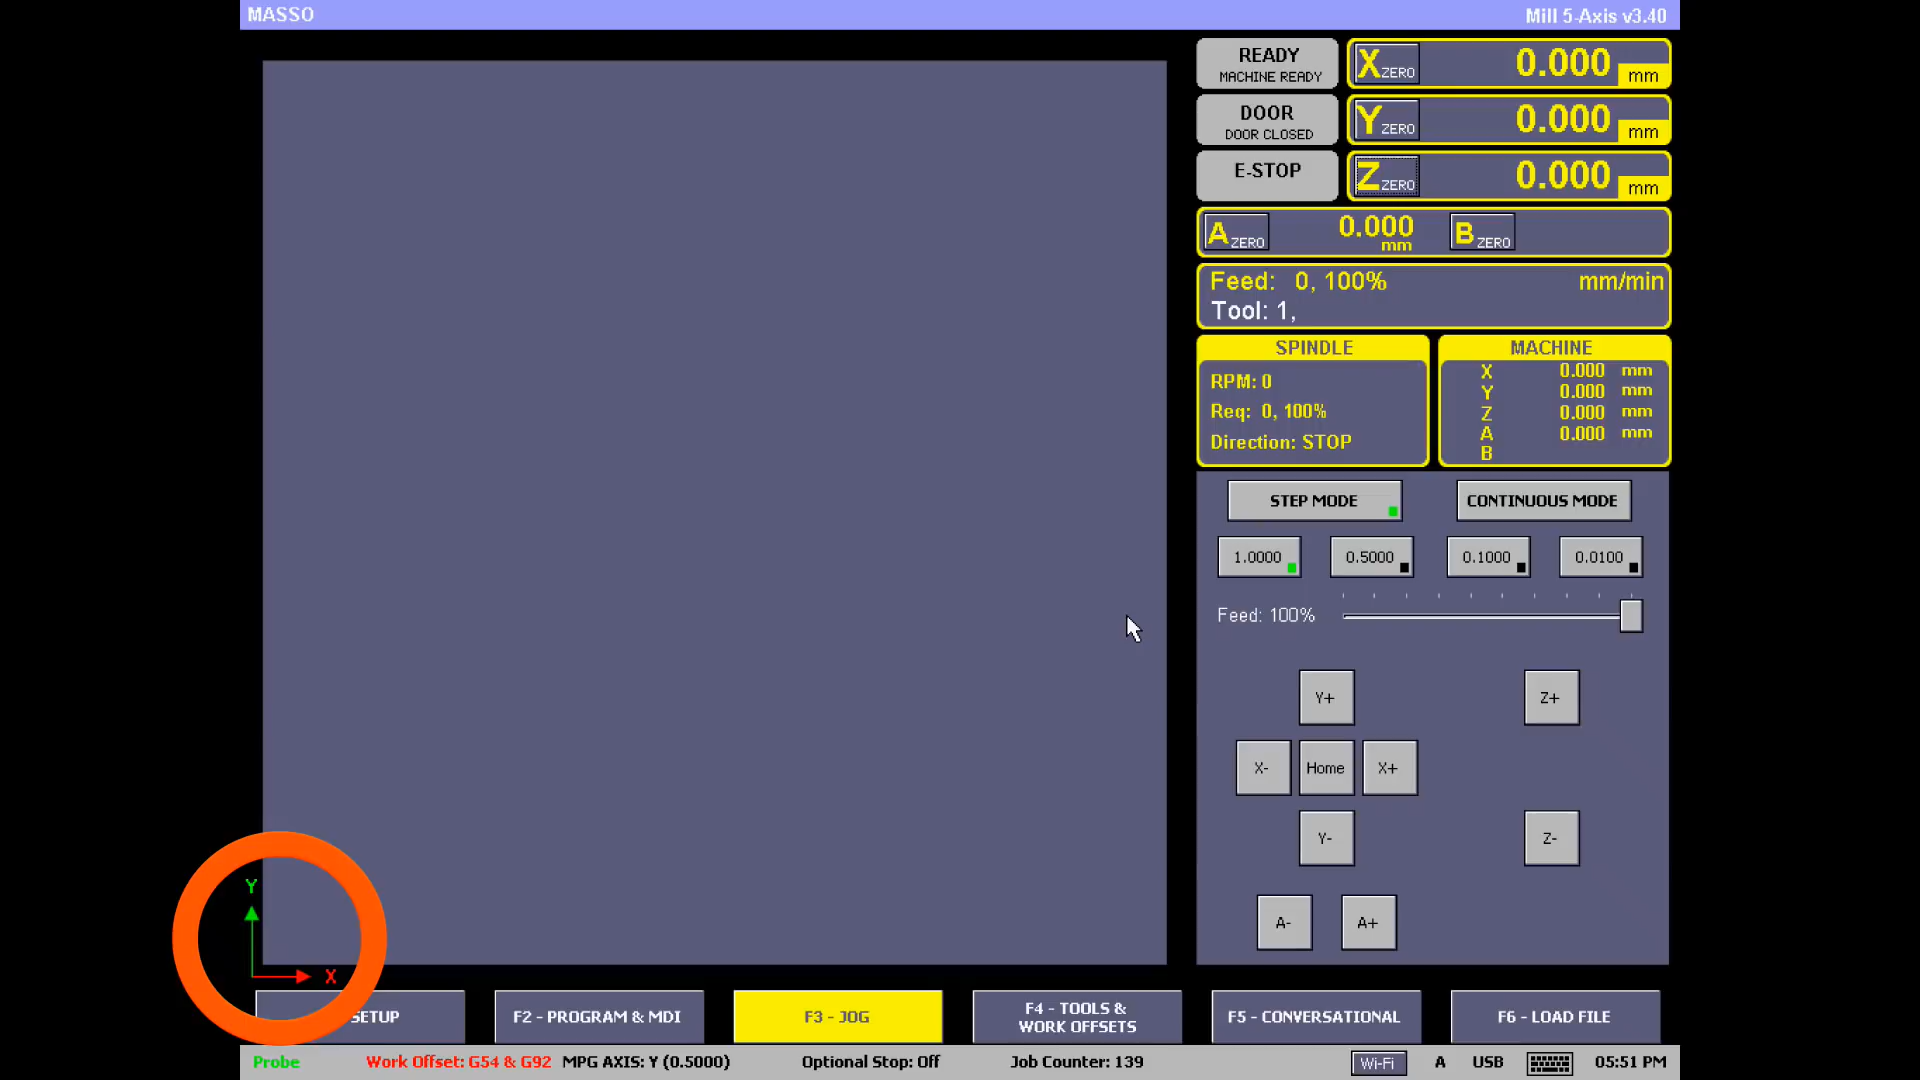 MASSO
Mill 5-Axis v3.40
READY
MACHINE READY
X ZERO 0.000 mm
DOOR
DOOR CLOSED
Y ZERO 0.000 mm
E-STOP
Z ZERO 0.000 mm
A ZERO 0.000 mm B ZERO
Feed: 0, 100% mm/min
Tool: 1,
SPINDLE
RPM: 0
Req: 0, 100%
Direction: STOP
MACHINE
X 0.000 mm
Y 0.000 mm
Z 0.000 mm
A 0.000 mm
B
STEP MODE CONTINUOUS MODE
1.0000 0.5000 0.1000 0.0100
Feed: 100%
Y+ Z+
X- Home X+
Y- Z-
A- A+
Y
X
SETUP
F2 - PROGRAM & MDI
F3 - JOG
F4 - TOOLS &
WORK OFFSETS
F5 - CONVERSATIONAL
F6 - LOAD FILE
Probe Work Offset: G54 & G92 MPG AXIS: Y (0.5000) Optional Stop: Off Job Counter: 139 Wi-Fi A USB 05:51 PM